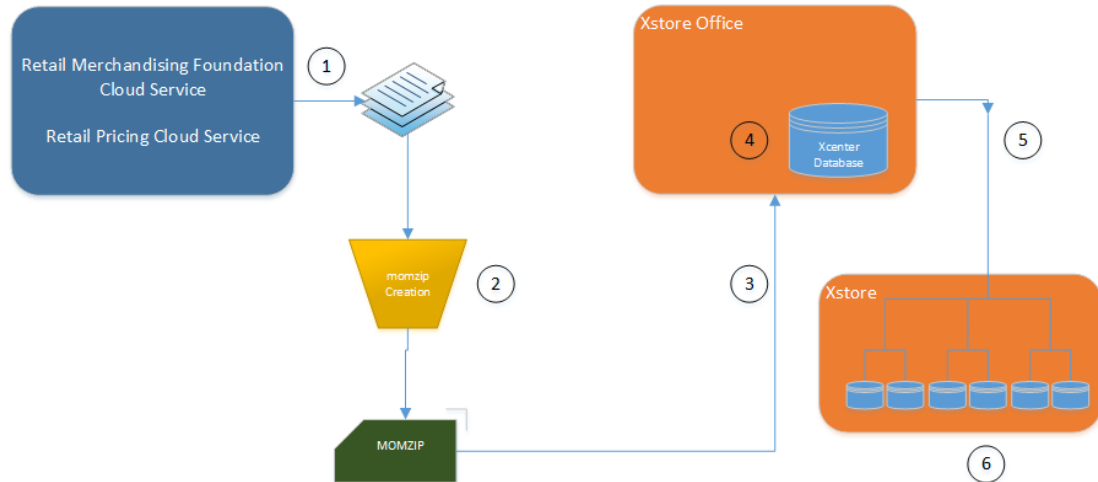 Retail Merchandising Foundation
Cloud Service
Retail Pricing Cloud Service
1
momzip
Creation
2
MOMZIP
3
Xstore Office
4
Xcenter
Database
5
Xstore
6